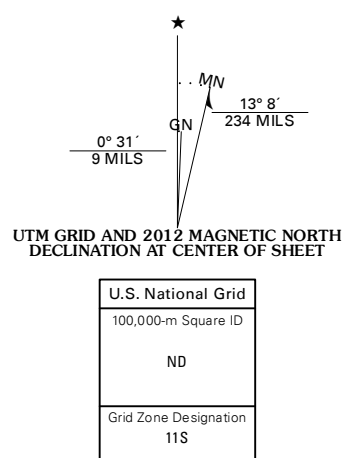 MN
GN
13° 8´
234 MILS
0° 31´
9 MILS
UTM GRID AND 2012 MAGNETIC NORTH
DECLINATION AT CENTER OF SHEET
U.S. National Grid
100,000-m Square ID
ND
Grid Zone Designation
11S